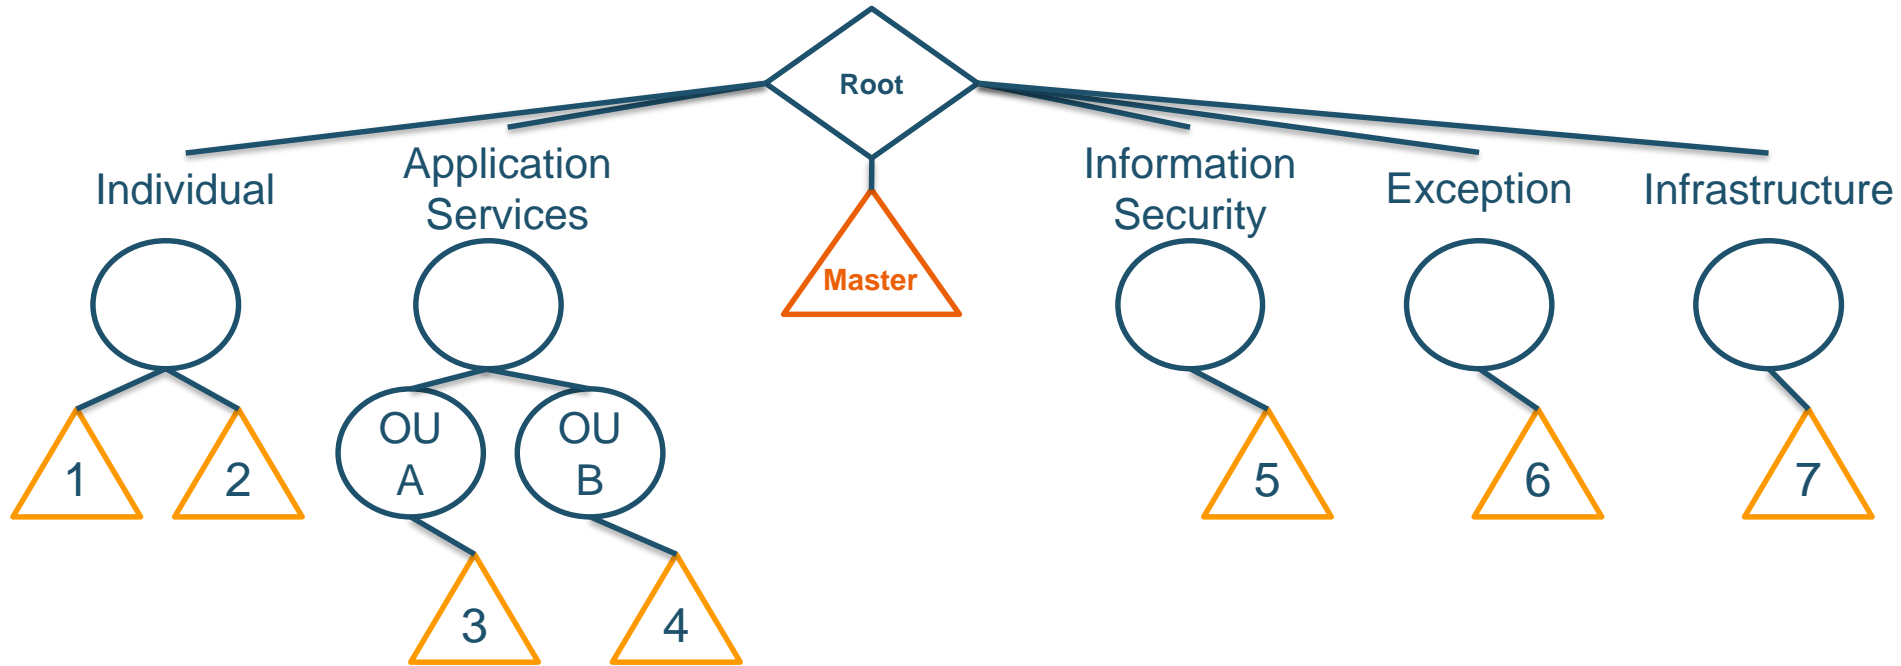 Root
Individual
Application
Services
Master
Information
Security
Exception
Infrastructure
1
2
OU
A
OU
B
5
6
7
3
4